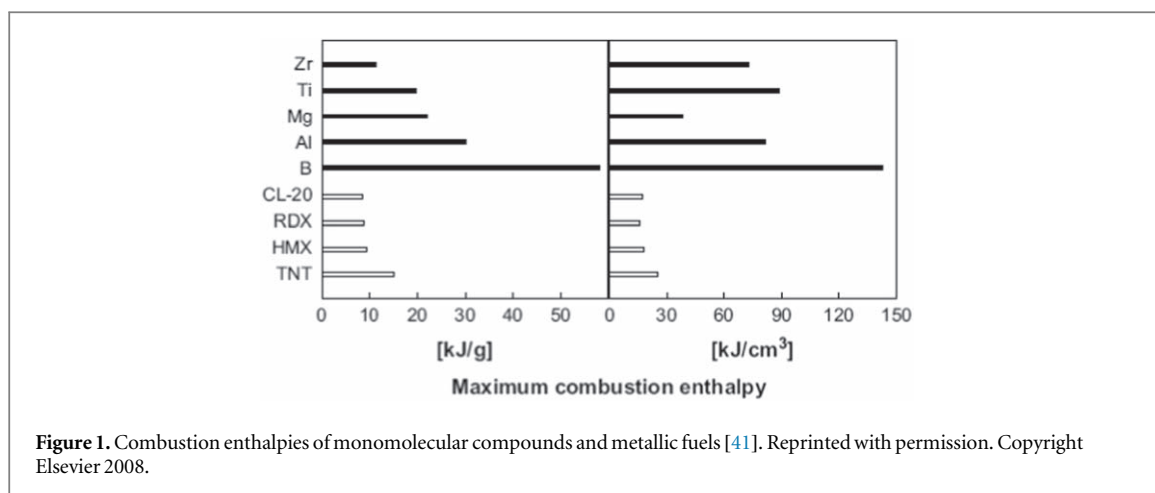 Zr
Ti
Mg
Al
B
CL-20
RDX
HMX
TNT
0 10 20 30 40 50 0 30 60 90 120 150
[kJ/g] [kJ/cm³]
Maximum combustion enthalpy
Figure 1. Combustion enthalpies of monomolecular compounds and metallic fuels [41]. Reprinted with permission. Copyright
Elsevier 2008.